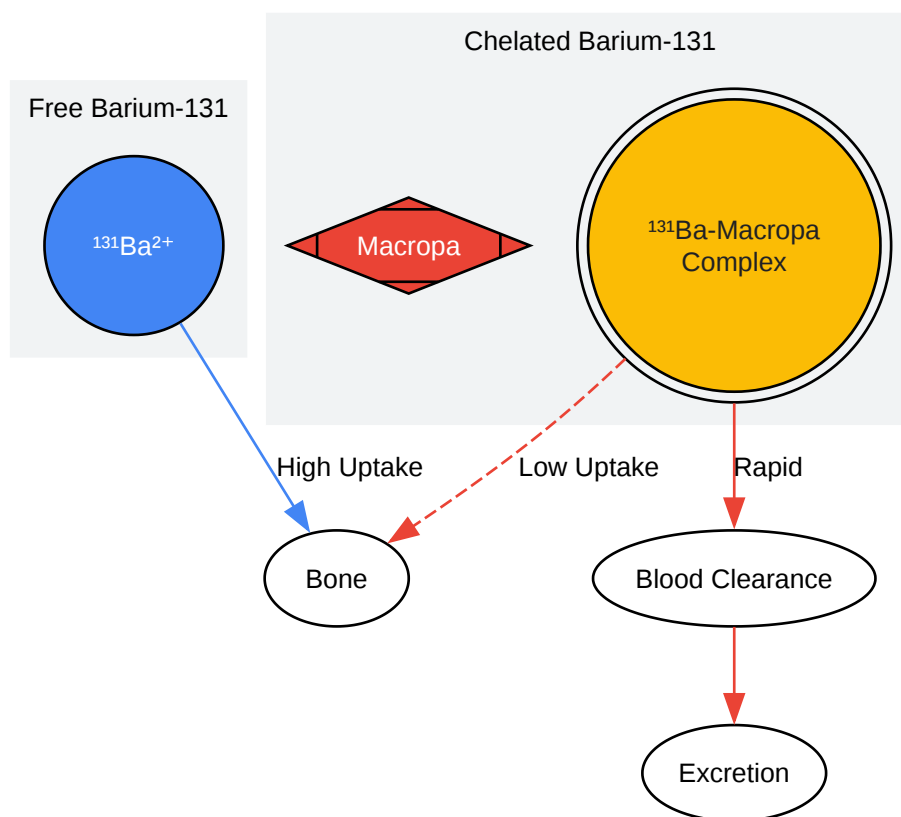 Chelated Barium-131
Free Barium-131
¹³¹Ba²⁺
Macropa
¹³¹Ba-Macropa
Complex
High Uptake
Low Uptake
Rapid
Bone
Blood Clearance
Excretion